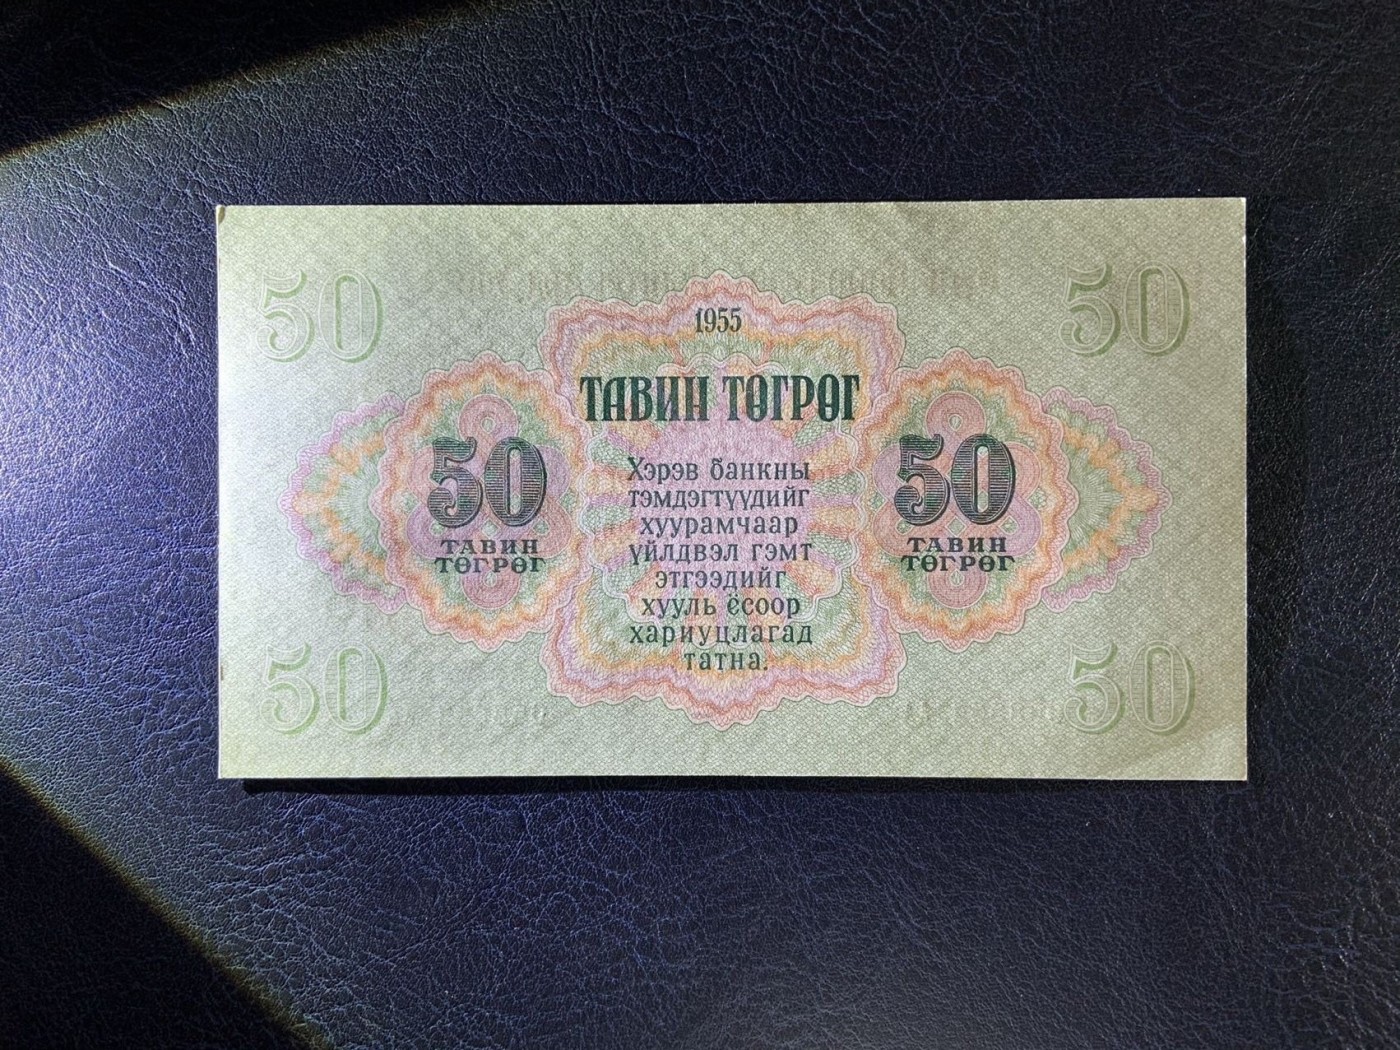 50
50
1955
ТАВИН ТӨГРӨГ
50
ТАВИН
ТӨГРӨГ
Хэрэв банкны
тэмдэгтүүдийг
хуурамчаар
үйлдвэл гэмт
этгээдийг
хууль ёсоор
хариуцлагад
татна.
50
ТАВИН
ТӨГРӨГ
50
50